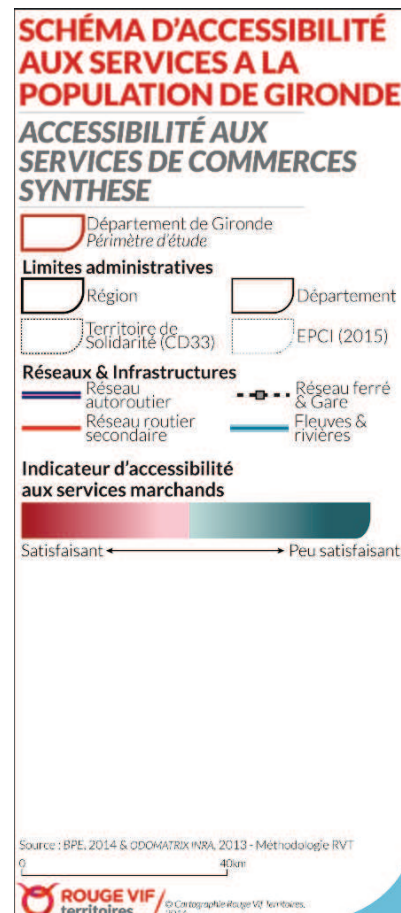 SCHÉMA D'ACCESSIBILITÉ
AUX SERVICES A LA
POPULATION DE GIRONDE
ACCESSIBILITÉ AUX
SERVICES DE COMMERCES
SYNTHESE
Département de Gironde
Périmètre d'étude
Limites administratives
Région
Département
Territoire de
Solidarité (CD33)
EPCI (2015)
Réseaux & Infrastructures
Réseau
autoroutier
Réseau ferré
& Gare
Réseau routier
secondaire
Fleuves &
rivières
Indicateur d'accessibilité
aux services marchands
Satisfaisant
Peu satisfaisant
Source : BPE, 2014 & ODOMATRIX INRA, 2013 - Méthodologie RVT
0
40km
ROUGE VIF
territoires
© Cartographie Rouge Vif Territoires,